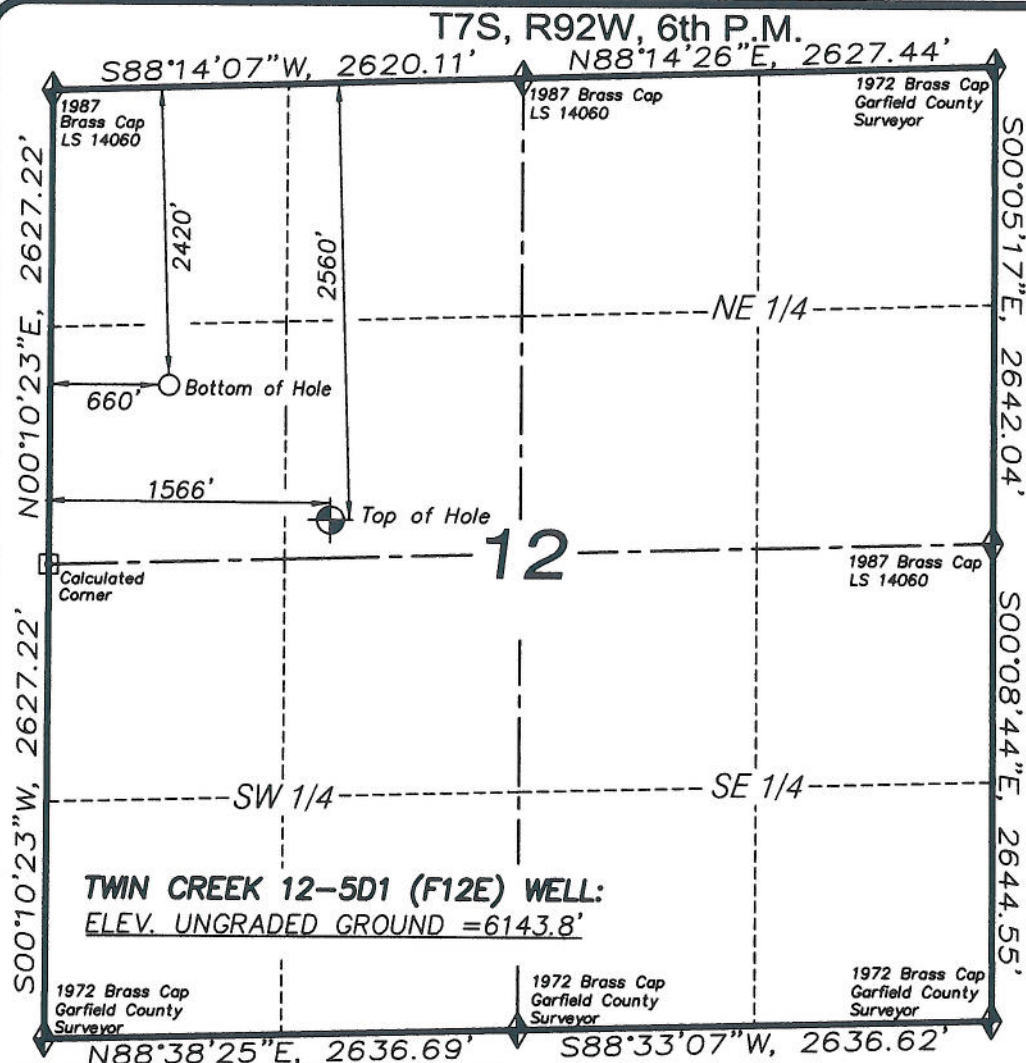 T7S, R92W, 6th P.M.
S88°14'07"W, 2620.11'
N88°14'26"E, 2627.44'
1987
Brass Cap
LS 14060
1987 Brass Cap
LS 14060
1972 Brass Cap
Garfield County
Surveyor
N00°10'23"E, 2627.22'
2420'
2560'
S00°05'17"E, 2642.04'
NE 1/4
660'
Bottom of Hole
1566'
Top of Hole
12
Calculated
Corner
1987 Brass Cap
LS 14060
S00°10'23"W, 2627.22'
S00°08'44"E, 2644.55'
SW 1/4
SE 1/4
TWIN CREEK 12-5D1 (F12E) WELL:
ELEV. UNGRADED GROUND =6143.8'
1972 Brass Cap
Garfield County
Surveyor
1972 Brass Cap
Garfield County
Surveyor
1972 Brass Cap
Garfield County
Surveyor
N88°38'25"E, 2636.69'
S88°33'07"W, 2636.62'